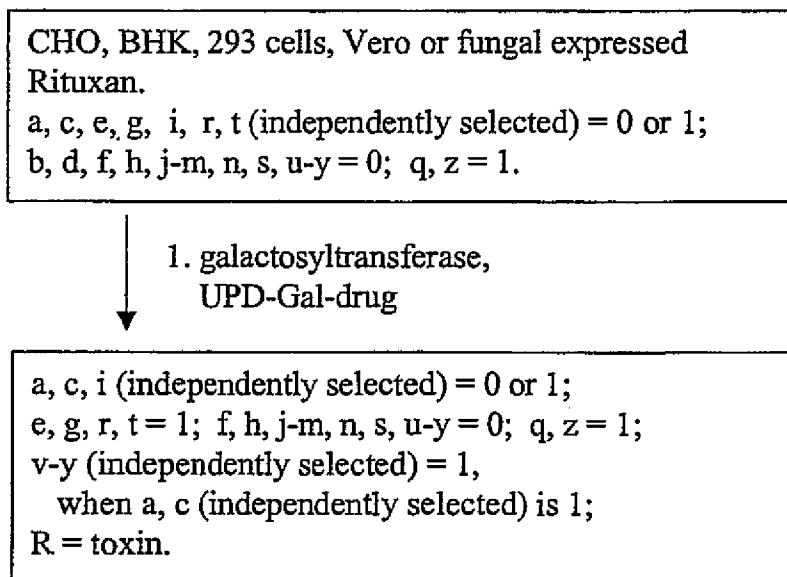 CHO, BHK, 293 cells, Vero or fungal expressed
Rituxan.
a, c, e, g, i, r, t (independently selected) = 0 or 1;
b, d, f, h, j-m, n, s, u-y = 0; q, z = 1.
1. galactosyltransferase,
UPD-Gal-drug
a, c, i (independently selected) = 0 or 1;
e, g, r, t = 1; f, h, j-m, n, s, u-y = 0; q, z = 1;
v-y (independently selected) = 1,
when a, c (independently selected) is 1;
R = toxin.